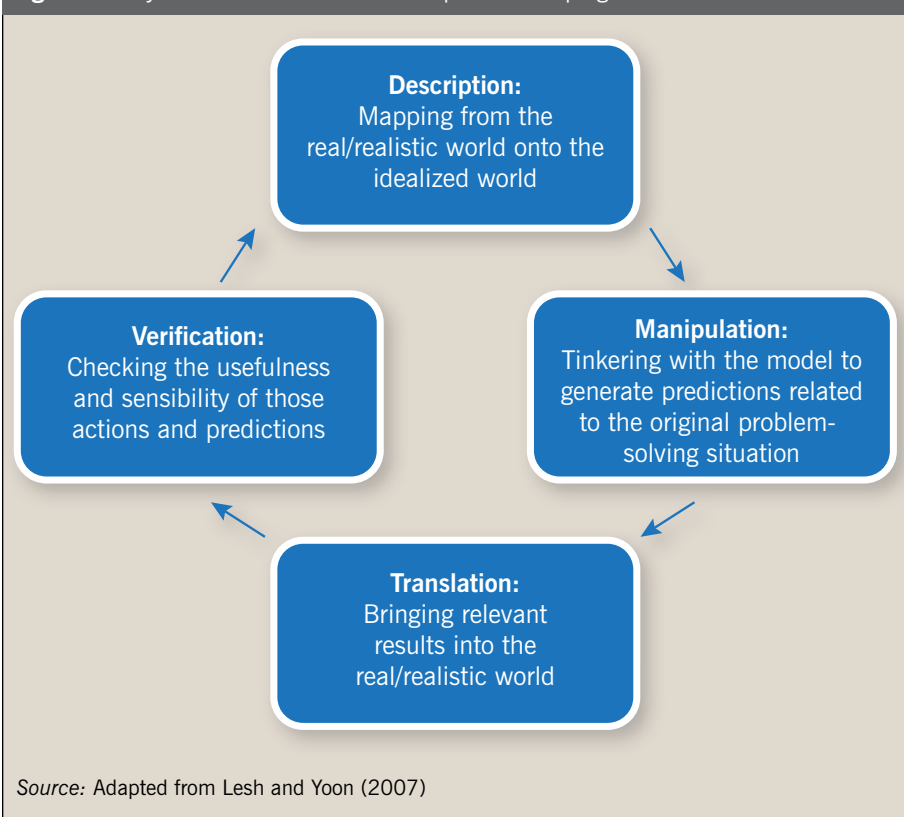 Description:
Mapping from the
real/realistic world onto the
idealized world
Verification:
Checking the usefulness
and sensibility of those
actions and predictions
Manipulation:
Tinkering with the model to
generate predictions related
to the original problem-
solving situation
Translation:
Bringing relevant
results into the
real/realistic world
Source: Adapted from Lesh and Yoon (2007)